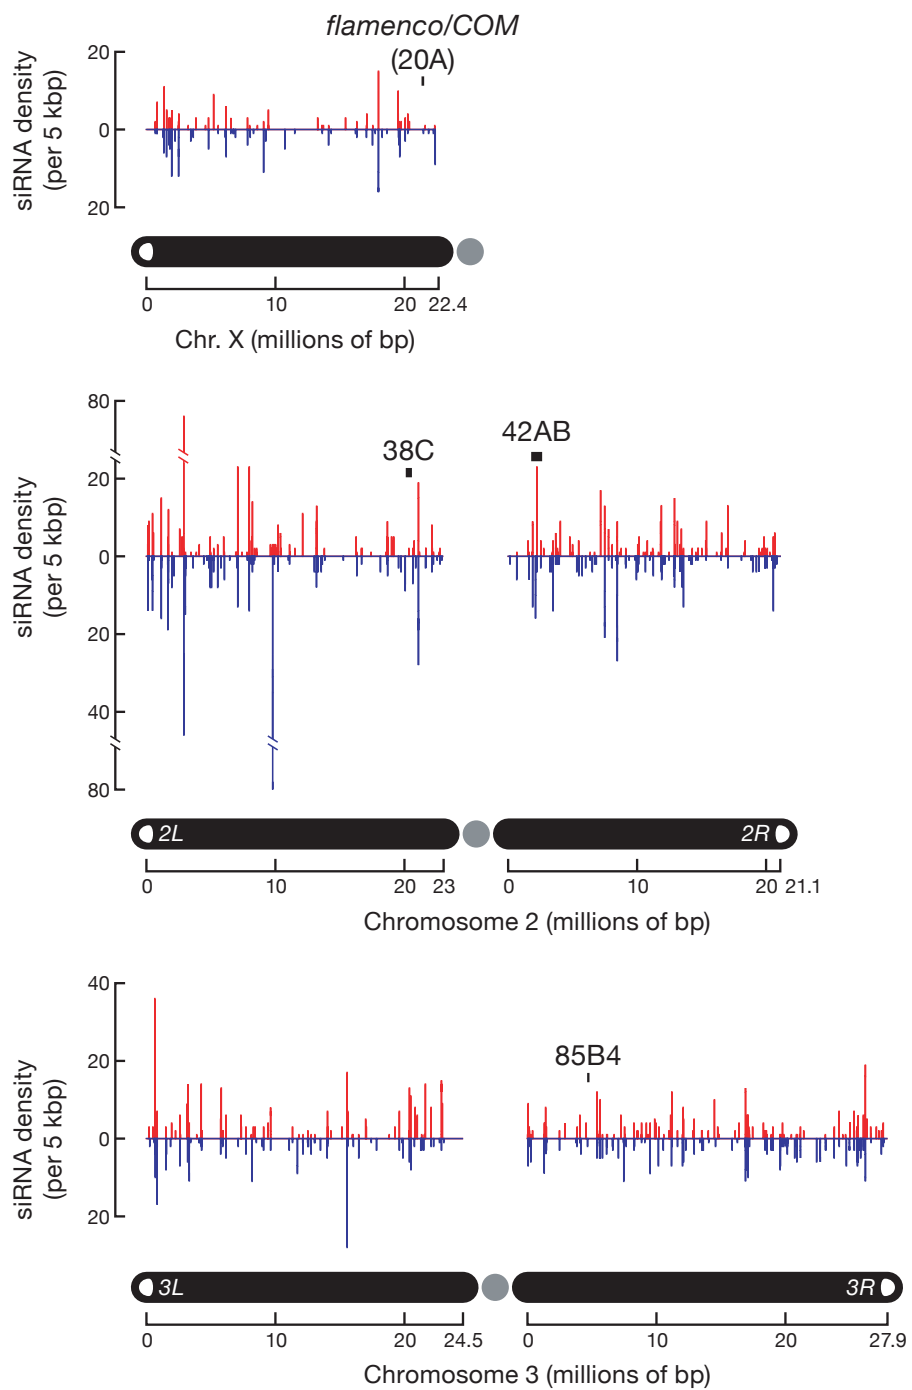 flamenco/COM
(20A)
siRNA density
(per 5 kbp)
20
0
20
0 10 20 22.4
Chr. X (millions of bp)
siRNA density
(per 5 kbp)
80
20
0
20
40
80
38C
42AB
2L 2R
0 10 20 23 0 10 20 21.1
Chromosome 2 (millions of bp)
siRNA density
(per 5 kbp)
40
20
0
20
85B4
3L 3R
0 10 20 24.5 0 10 20 27.9
Chromosome 3 (millions of bp)